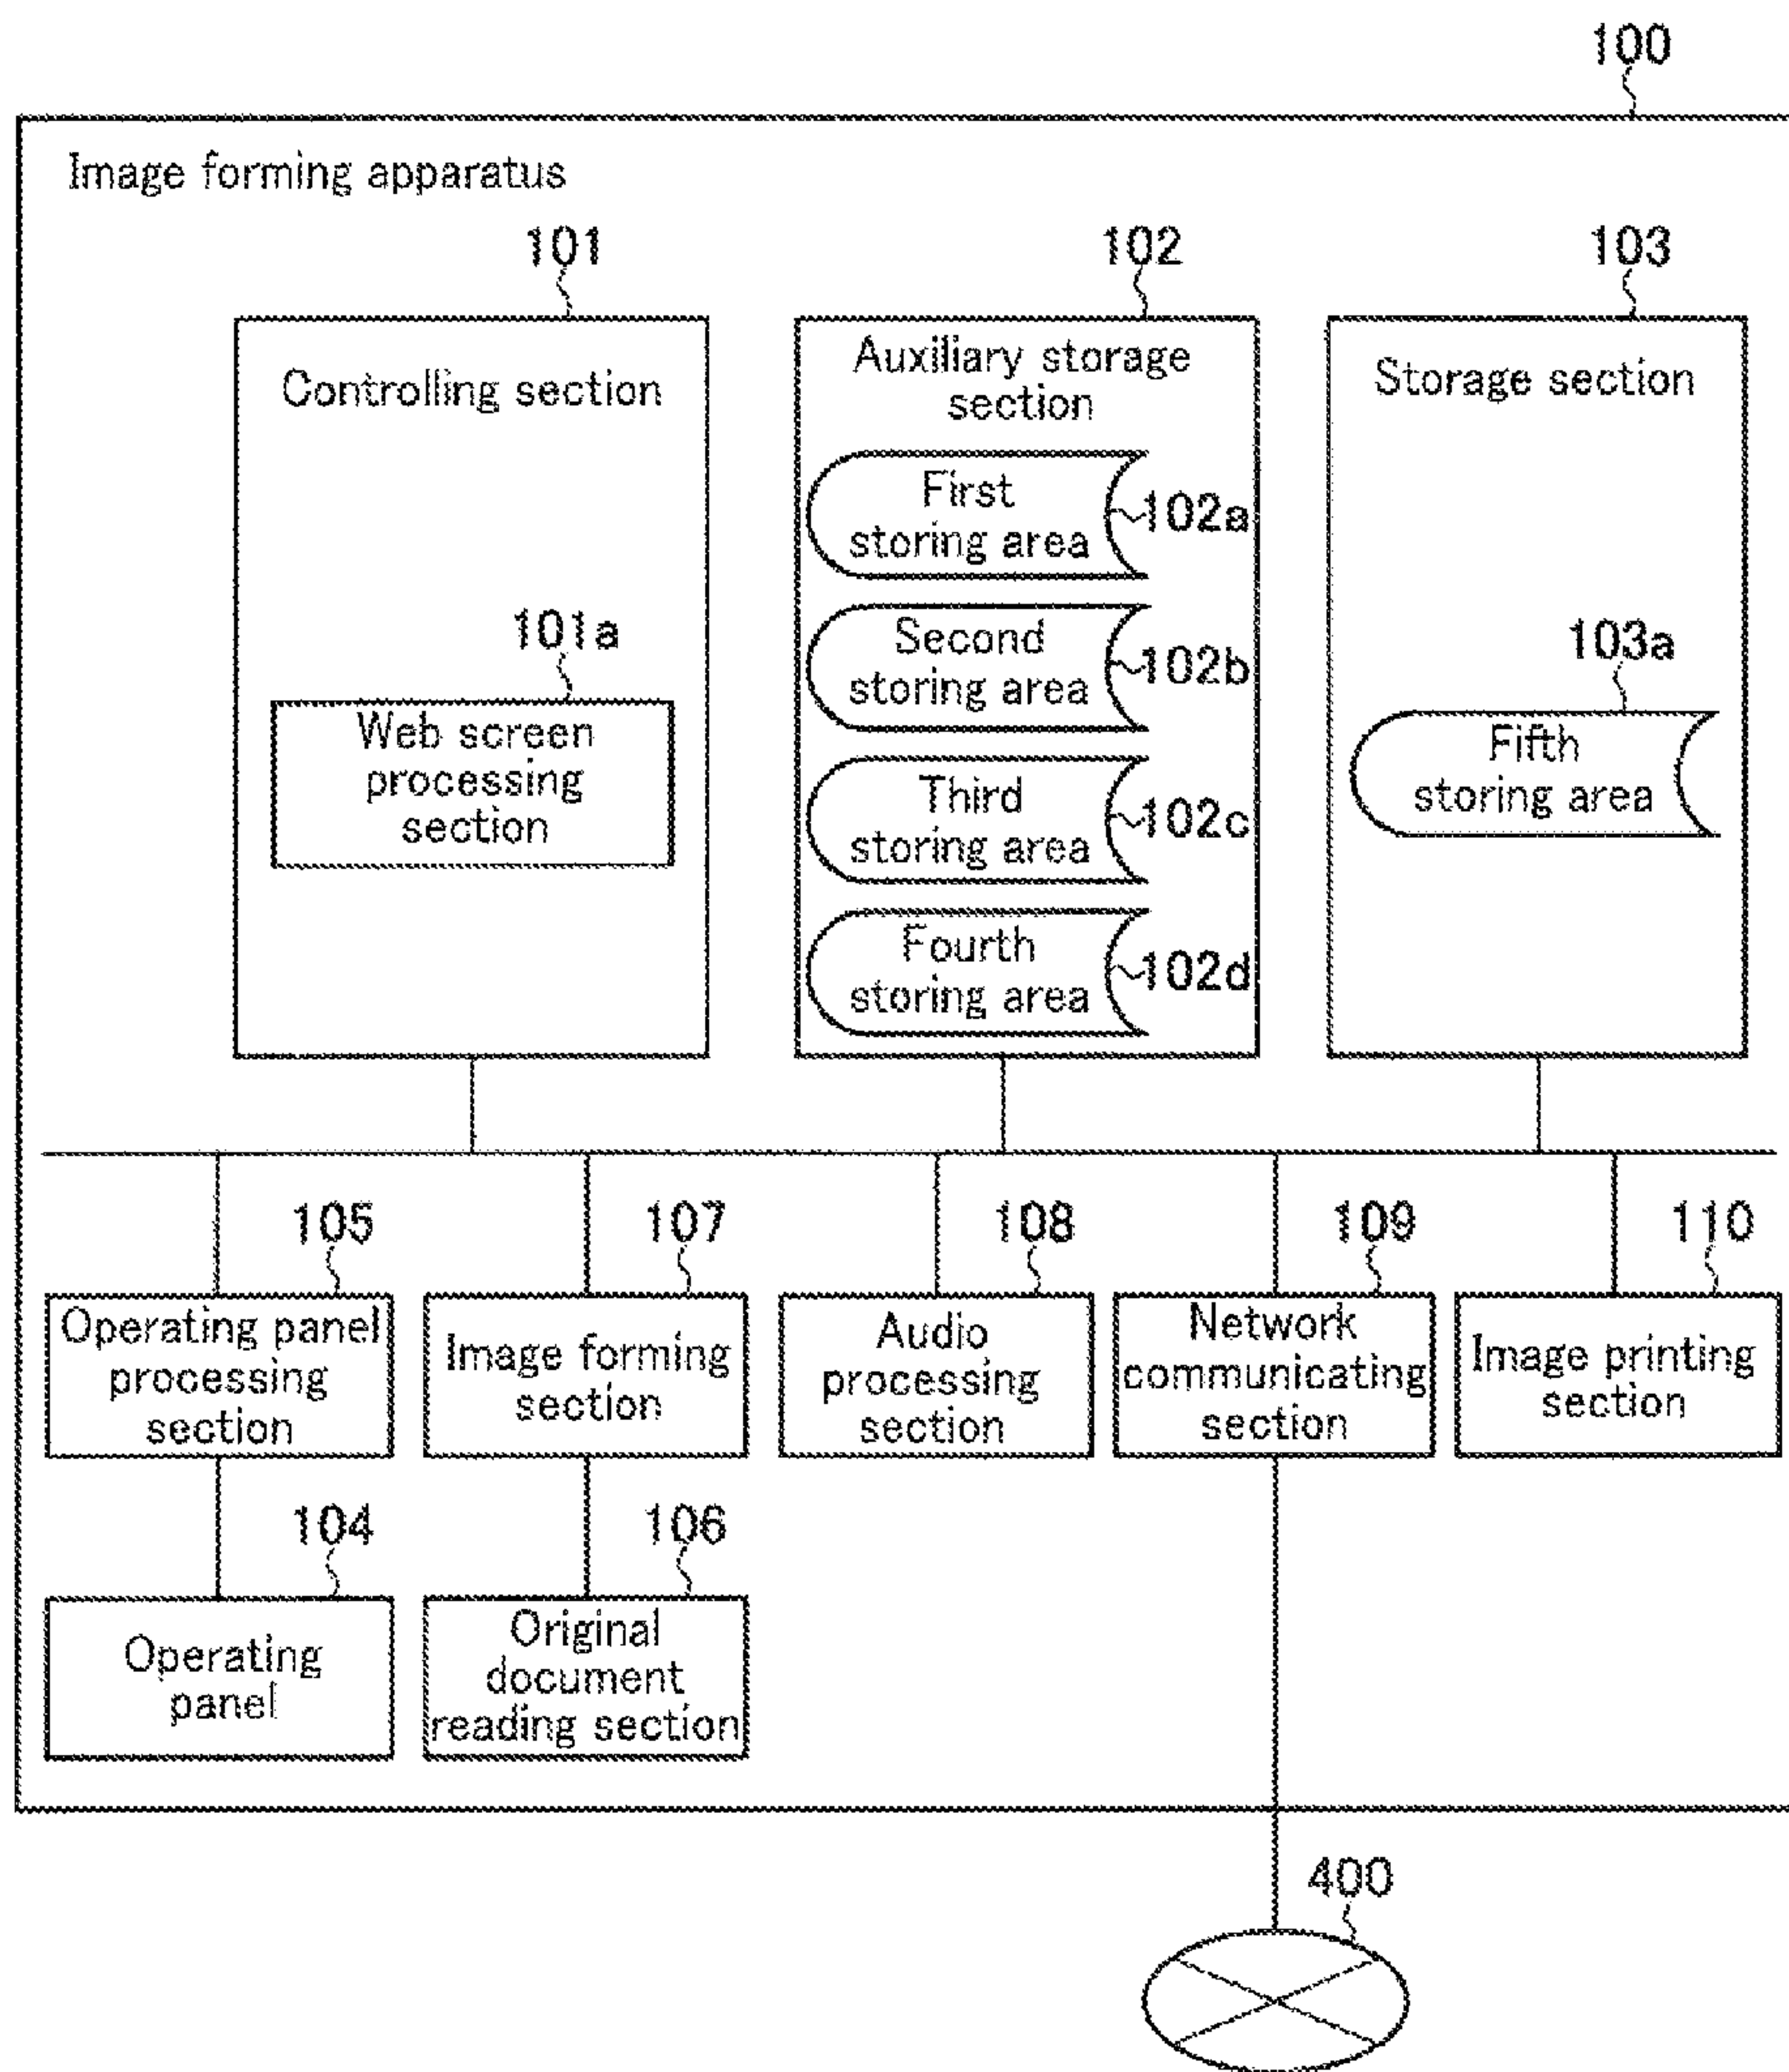 100
Image forming apparatus
101
102
103
Controlling section
Auxiliary storage
section
Storage section
First
storing area
102a
Second
storing area
102b
101a
Web screen
processing
section
103a
Fifth
storing area
Third
storing area
102c
Fourth
storing area
102d
105
107
108
109
110
Operating panel
processing
section
Image forming
section
Audio
processing
section
Network
communicating
section
Image printing
section
104
106
Operating
panel
Original
document
reading section
400